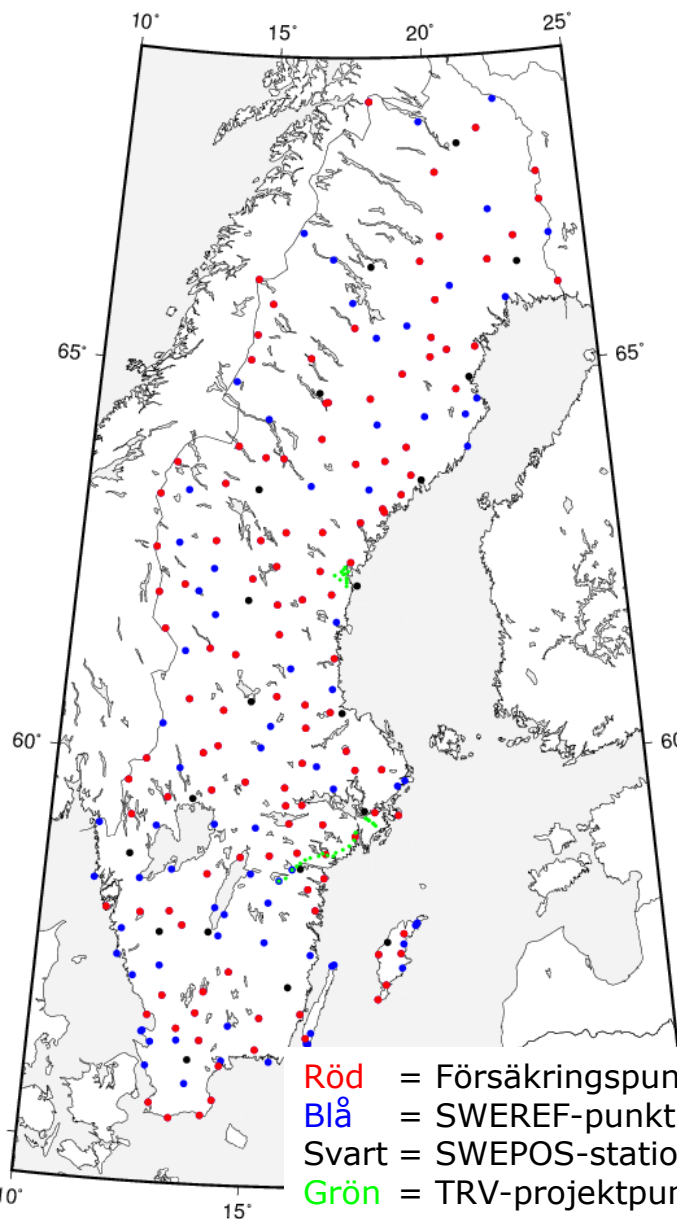 10° 15° 20° 25°
65° 65°
60° 60
10° 15°
Röd = Försäkringspun
Blå = SWEREF-punkt
Svart = SWEPOS-statio
Grön = TRV-projektpun